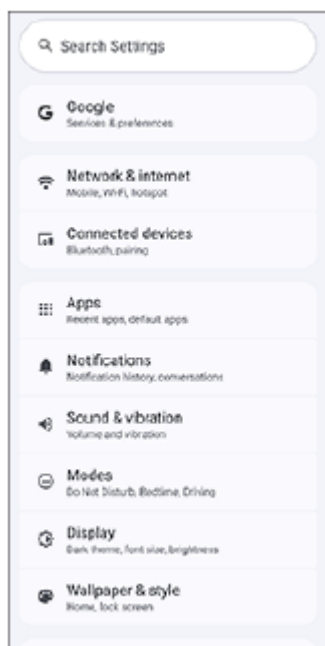 Search Settings
Google
Services & preferences
Network & internet
Mobile, Wi-Fi, hotspot
Connected devices
Bluetooth, pairing
Apps
Recent apps, default apps
Notifications
Notification history, conversations
Sound & vibration
Volume and vibration
Modes
Do Not Disturb, Bedtime, Driving
Display
Dark theme, font size, brightness
Wallpaper & style
Home, lock screen